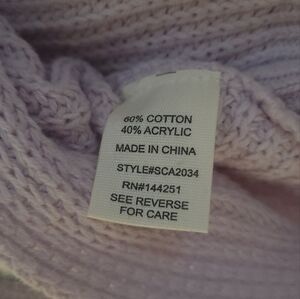 60% COTTON
40% ACRYLIC
MADE IN CHINA
STYLE#SCA2034
RN#144251
SEE REVERSE
FOR CARE